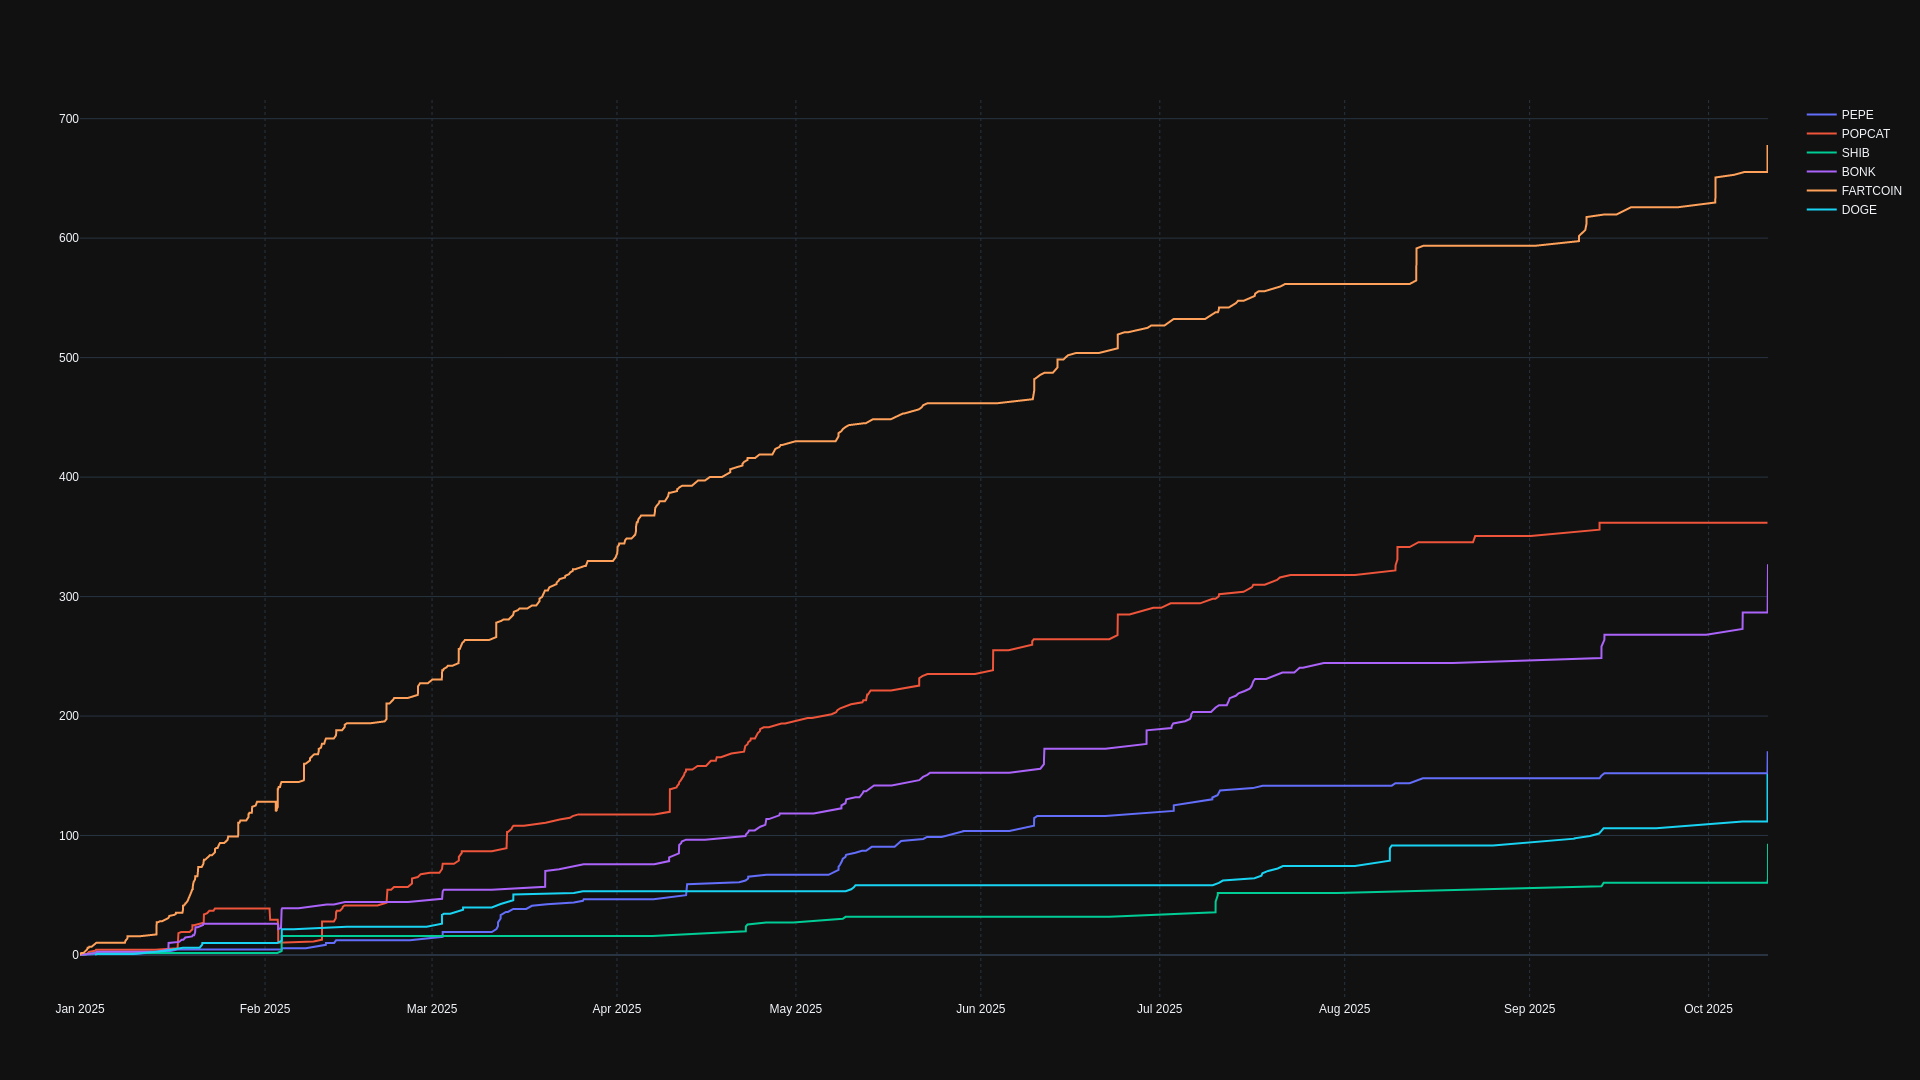 700
600
500
400
300
200
100
0
Jan 2025
Feb 2025
Mar 2025
Apr 2025
May 2025
Jun 2025
Jul 2025
Aug 2025
Sep 2025
Oct 2025
PEPE
POPCAT
SHIB
BONK
FARTCOIN
DOGE